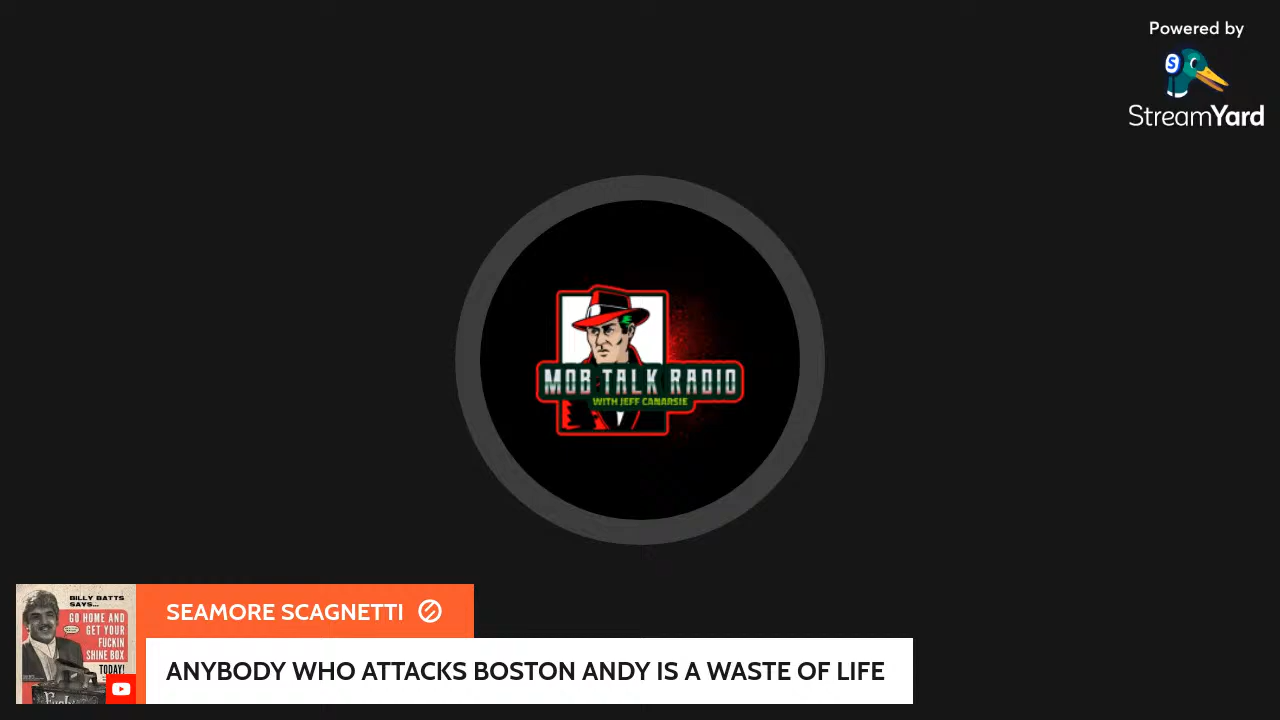 Powered by
S
StreamYard
MOB TALK RADIO
WITH JEFF CANARSIE
BILLY BATTS
SAYS...
GO HOME AND
GET YOUR
FUCKIN
SHINE BOX
TODAY!
SEAMORE SCAGNETTI
ANYBODY WHO ATTACKS BOSTON ANDY IS A WASTE OF LIFE